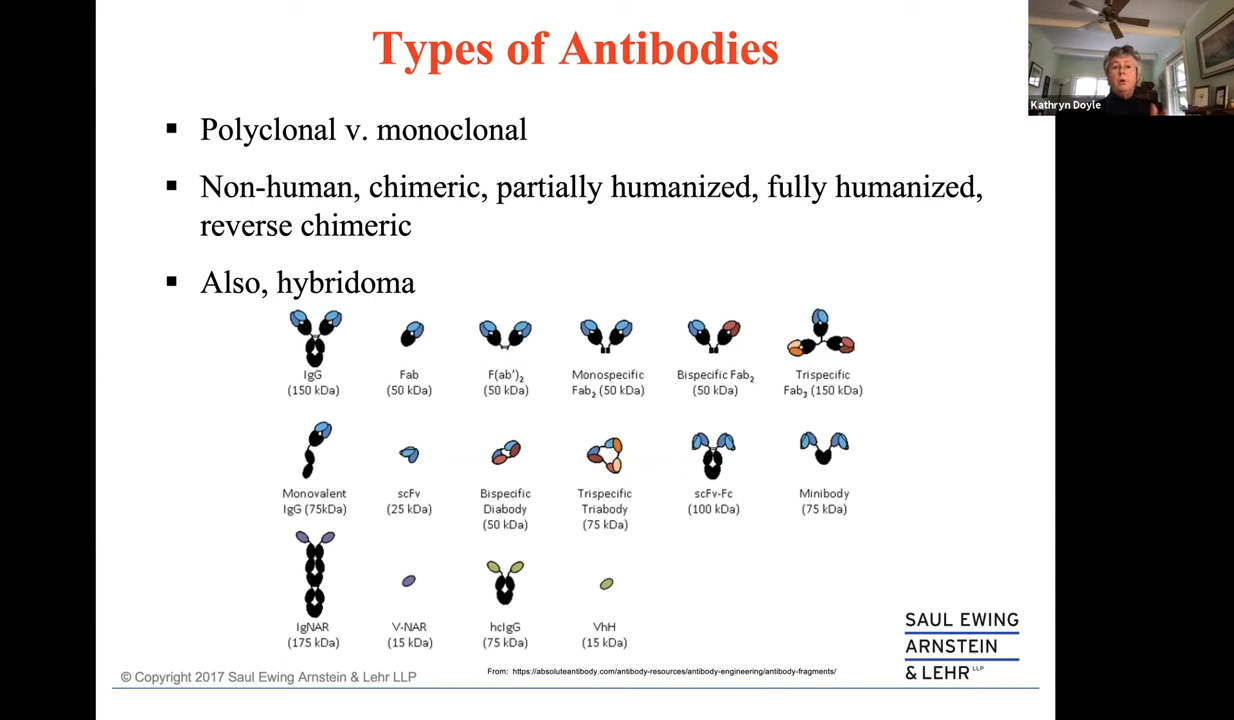 Types of Antibodies
Kathryn Doyle
▪ Polyclonal v. monoclonal
▪ Non-human, chimeric, partially humanized, fully humanized,
reverse chimeric
▪ Also, hybridoma
IgG Fab F(ab')₂ Monospecific Bispecific Fab₂ Trispecific
(150 kDa) (50 kDa) (50 kDa) Fab₂ (50 kDa) (50 kDa) Fab₃ (150 kDa)
Monovalent scFv Bispecific Trispecific scFv-Fc Minibody
IgG (75kDa) (25 kDa) Diabody Triabody (100 kDa) (75 kDa)
(50 kDa) (75 kDa)
IgNAR V-NAR hcIgG VhH
(175 kDa) (15 kDa) (75 kDa) (15 kDa)
SAUL EWING
ARNSTEIN
& LEHR LLP
From: https://absoluteantibody.com/antibody-resources/antibody-engineering/antibody-fragments/
© Copyright 2017 Saul Ewing Arnstein & Lehr LLP